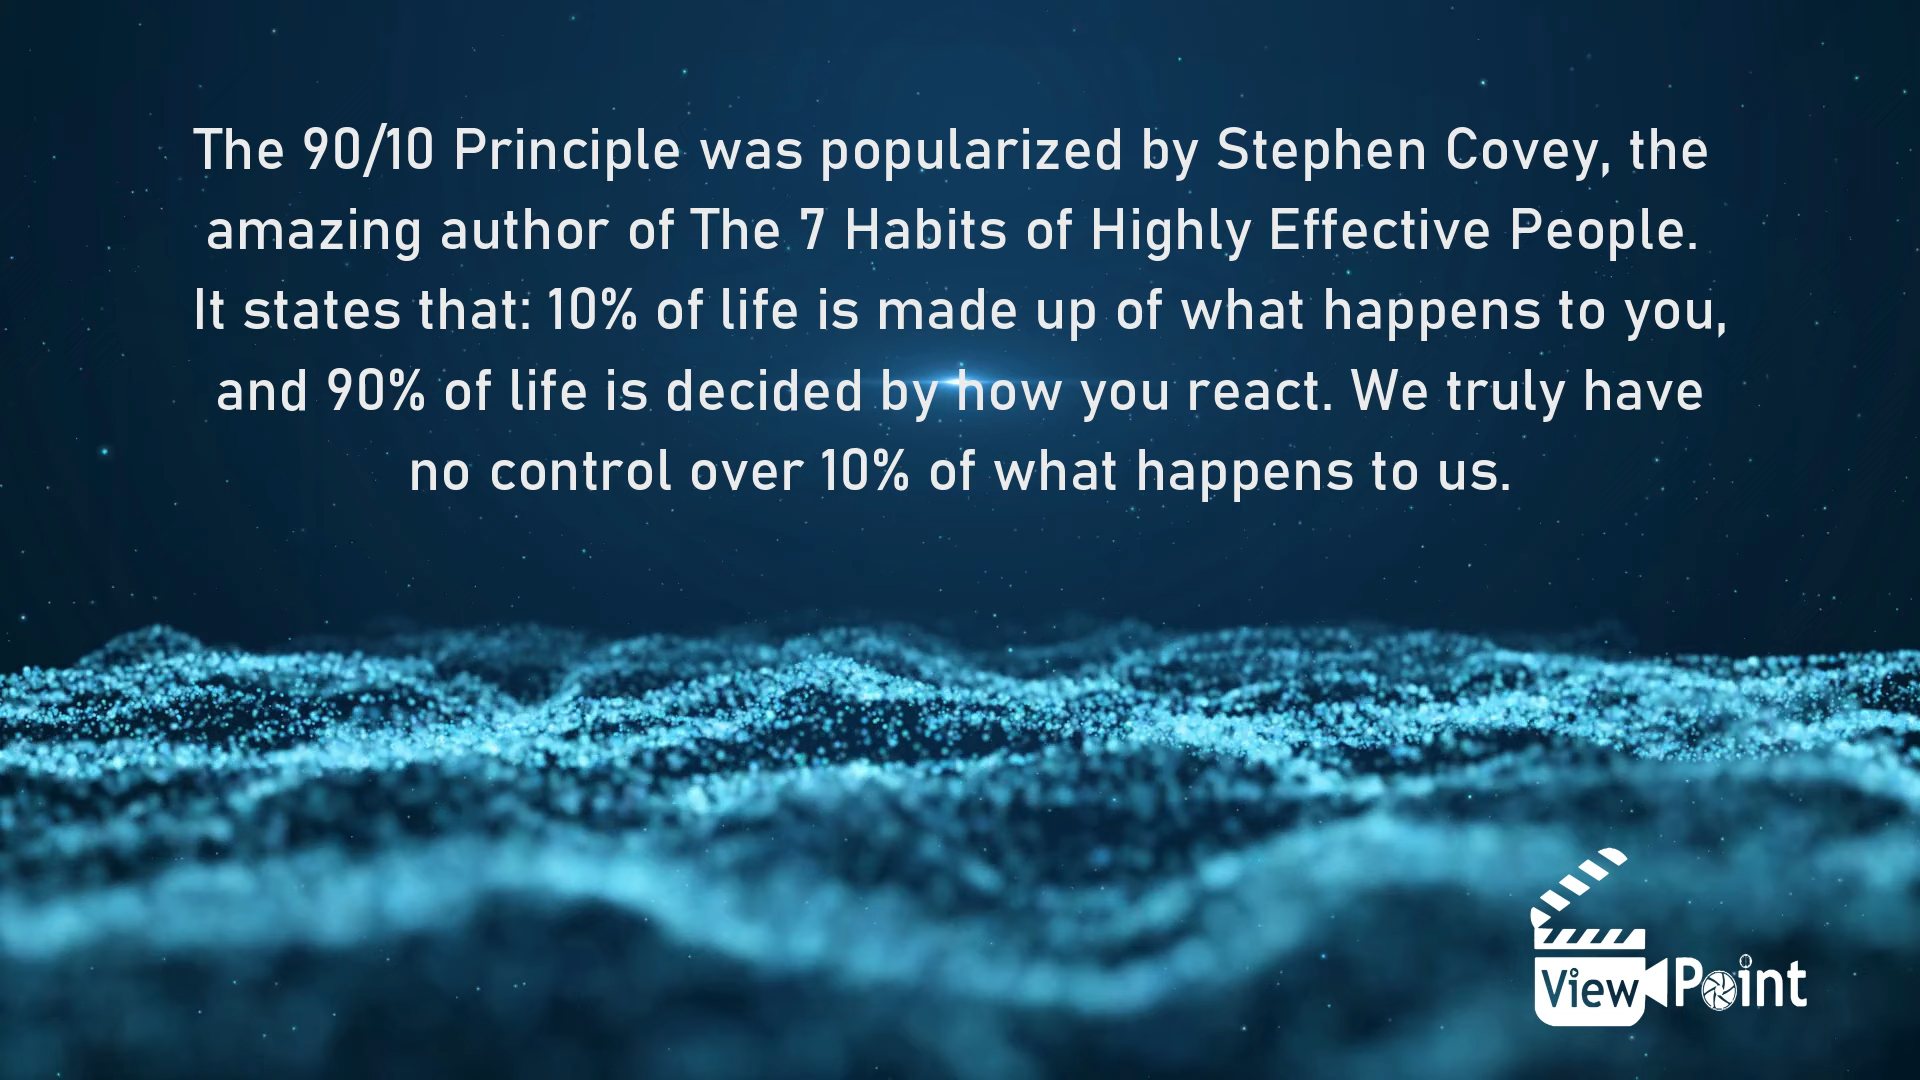 The 90/10 Principle was popularized by Stephen Covey, the
amazing author of The 7 Habits of Highly Effective People.
It states that: 10% of life is made up of what happens to you,
and 90% of life is decided by how you react. We truly have
no control over 10% of what happens to us.
View Point